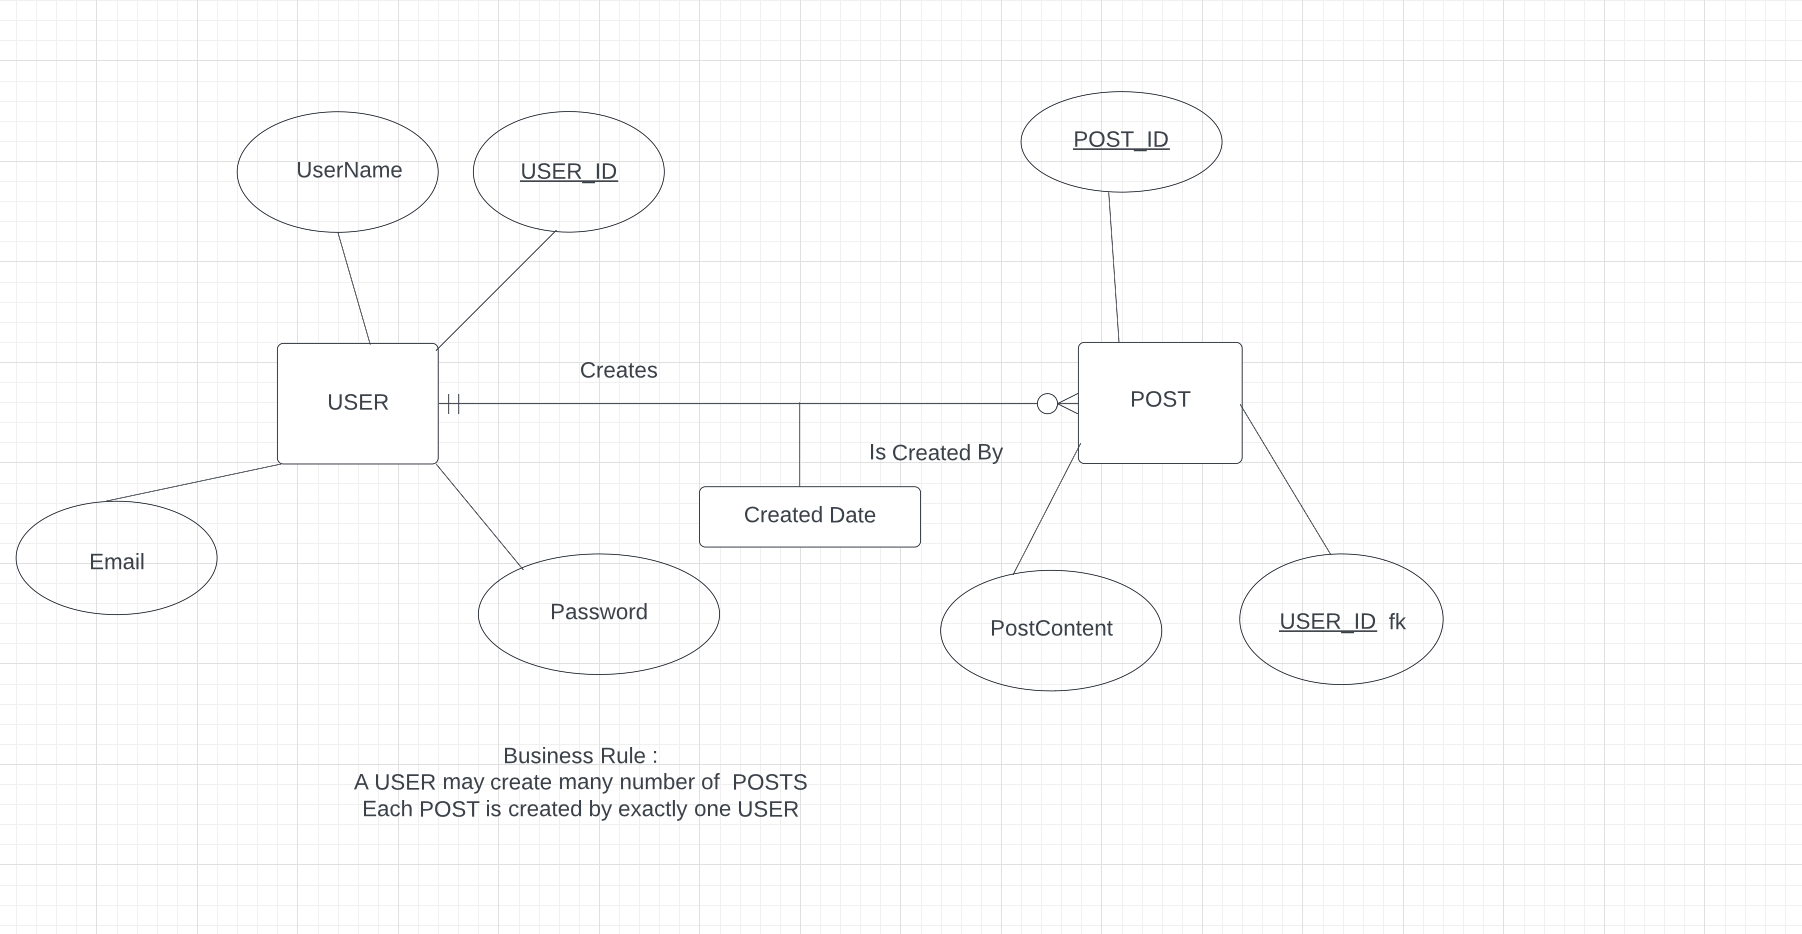 POST_ID
UserName
USER_ID
Creates
USER
POST
Is Created By
Created Date
Email
Password
PostContent
USER_ID fk
Business Rule :
A USER may create many number of  POSTS
Each POST is created by exactly one USER